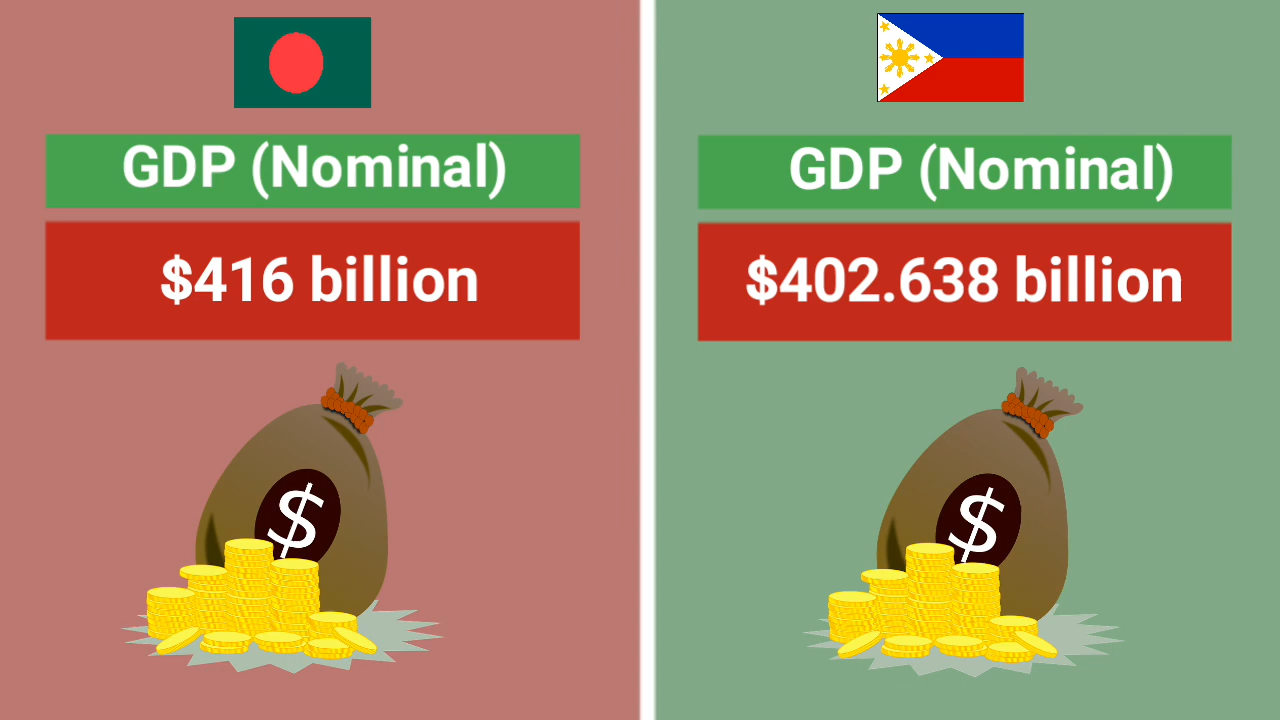 GDP (Nominal)
$416 billion
$
GDP (Nominal)
$402.638 billion
$